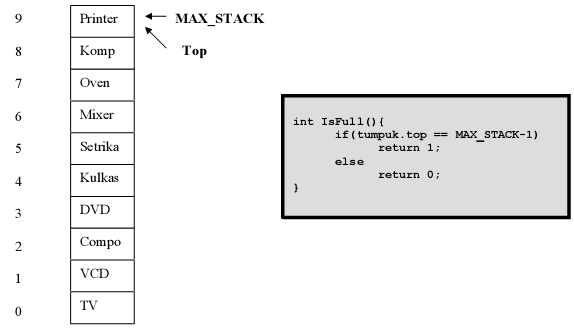 9 Printer MAX_STACK
8 Komp Top
7 Oven
6 Mixer
5 Setrika
4 Kulkas
3 DVD
2 Compo
1 VCD
0 TV
int IsFull(){
if(tumpuk.top == MAX_STACK-1)
return 1;
else
return 0;
}